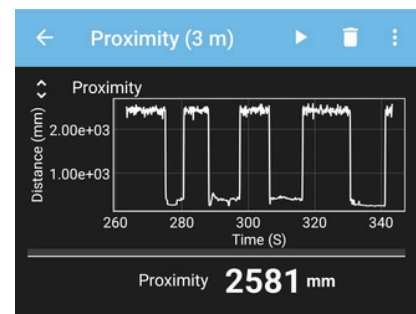 Proximity (3 m)
Proximity
Distance (mm)
2.00e+03
1.00e+03
260 280 300 320 340
Time (S)
Proximity 2581 mm